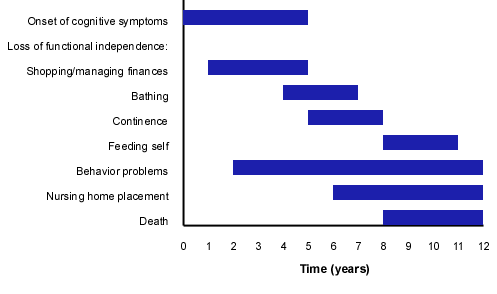 Onset of cognitive symptoms
Loss of functional independence:
Shopping/managing finances
Bathing
Continence
Feeding self
Behavior problems
Nursing home placement
Death
0 1 2 3 4 5 6 7 8 9 10 11 12
Time (years)